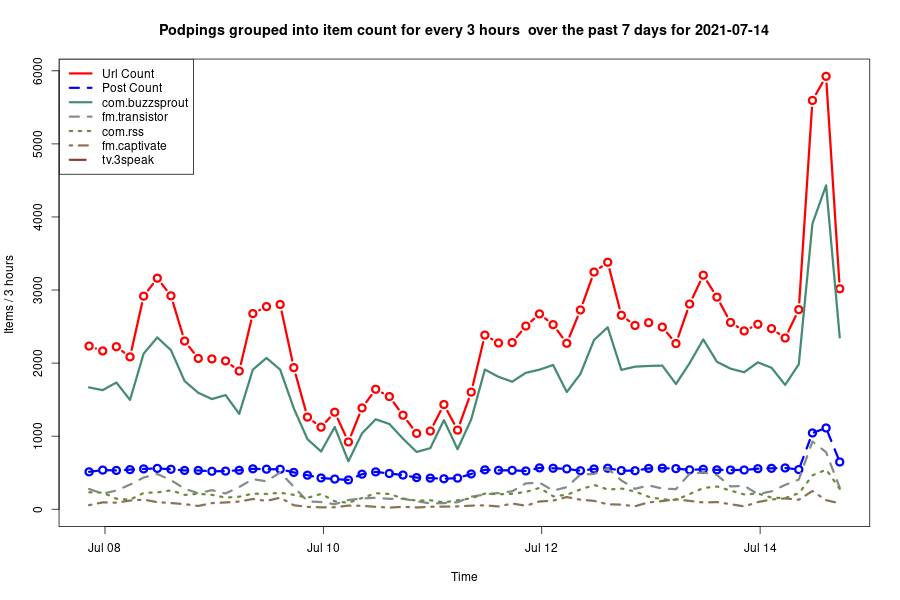 Podpings grouped into item count for every 3 hours  over the past 7 days for 2021-07-14
Url Count
Post Count
com.buzzsprout
fm.transistor
com.rss
fm.captivate
tv.3speak
Items / 3 hours
6000
5000
4000
3000
2000
1000
0
Jul 08
Jul 10
Jul 12
Jul 14
Time